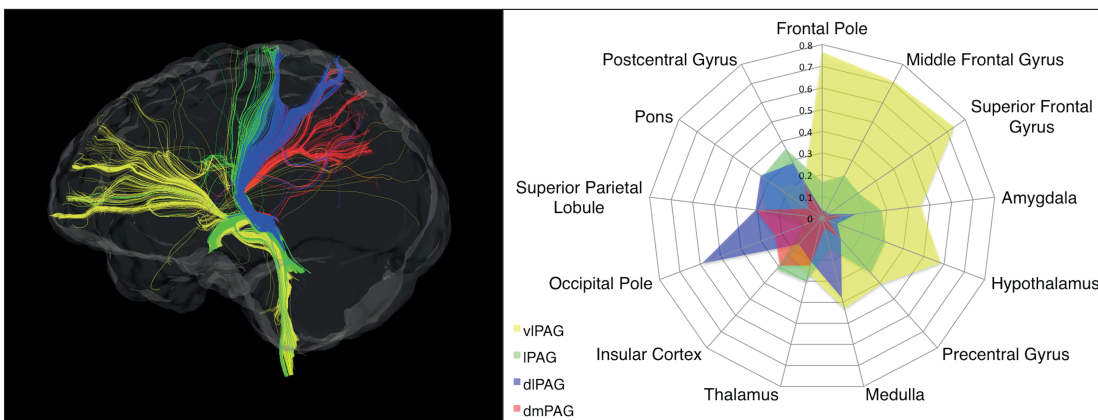 Frontal Pole
Middle Frontal Gyrus
Superior Frontal
Gyrus
Amygdala
Hypothalamus
Precentral Gyrus
Medulla
Thalamus
Insular Cortex
Occipital Pole
Superior Parietal
Lobule
Pons
Postcentral Gyrus
0.8
0.7
0.6
0.5
0.4
0.3
0.2
0.1
0
vlPAG
lPAG
dlPAG
dmPAG